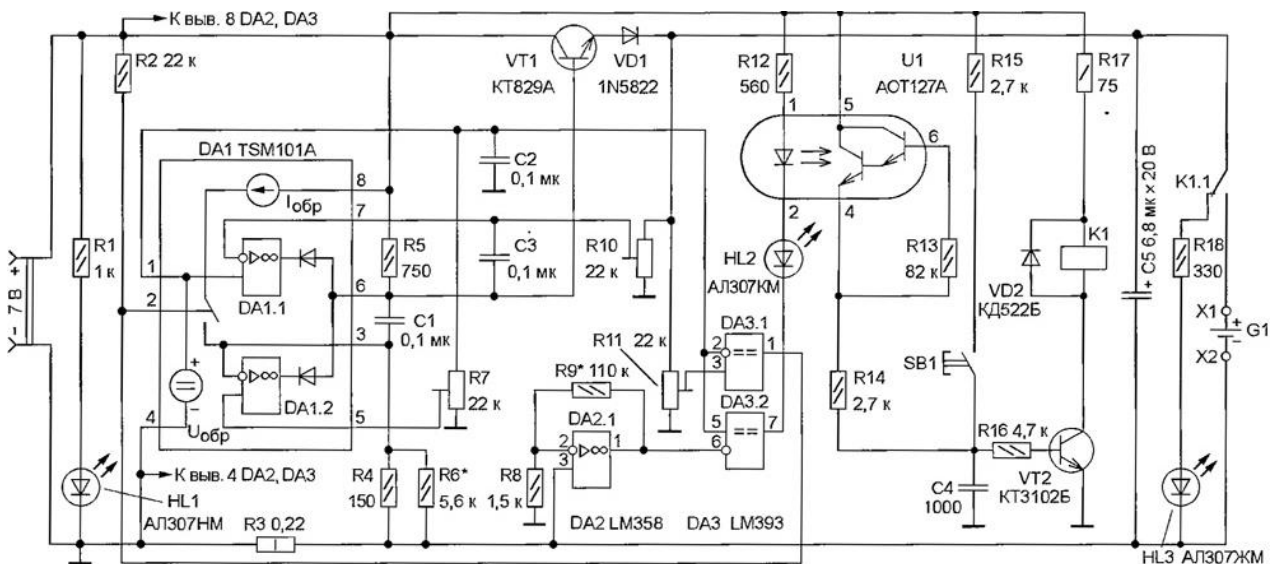 К выв. 8 DA2, DA3
R2 22 к
VT1
КТ829А
VD1
1N5822
R12
560
U1
АОТ127А
R15
2,7 к
R17
75
1
5
6
2
4
DA1 TSM101A
8
Iобр
7
1
DA1.1
6
2
3
DA1.2
4
Uобр
5
C2
0,1 мк
C3
0,1 мк
R10
22 к
R5
750
C1
0,1 мк
R7
22 к
R1
1 к
- 7 В +
HL1
АЛ307НМ
К выв. 4 DA2, DA3
R3 0,22
R4
150
R6*
5,6 к
R8
1,5 к
R9* 110 к
R11 22 к
DA2.1
2
3
1
DA2 LM358
DA3.1
2
3
==
1
DA3.2
5
6
==
7
DA3 LM393
HL2
АЛ307КМ
R13
82 к
R14
2,7 к
SB1
R16 4,7 к
C4
1000
VT2
КТ3102Б
VD2
КД522Б
K1
+ C5 6,8 мк × 20 В
K1.1
R18
330
X1
+
-
G1
X2
HL3 АЛ307ЖМ